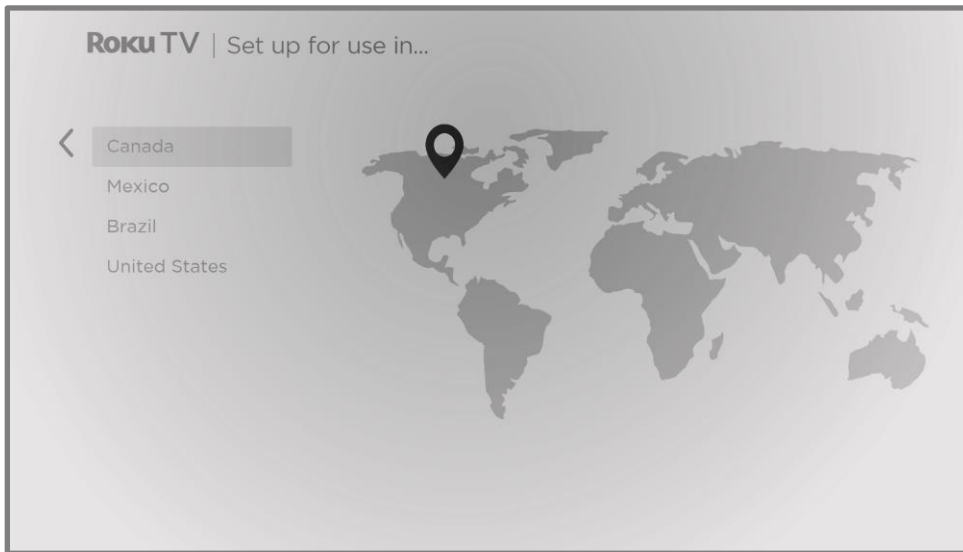 Roku TV | Set up for use in...
Canada
Mexico
Brazil
United States